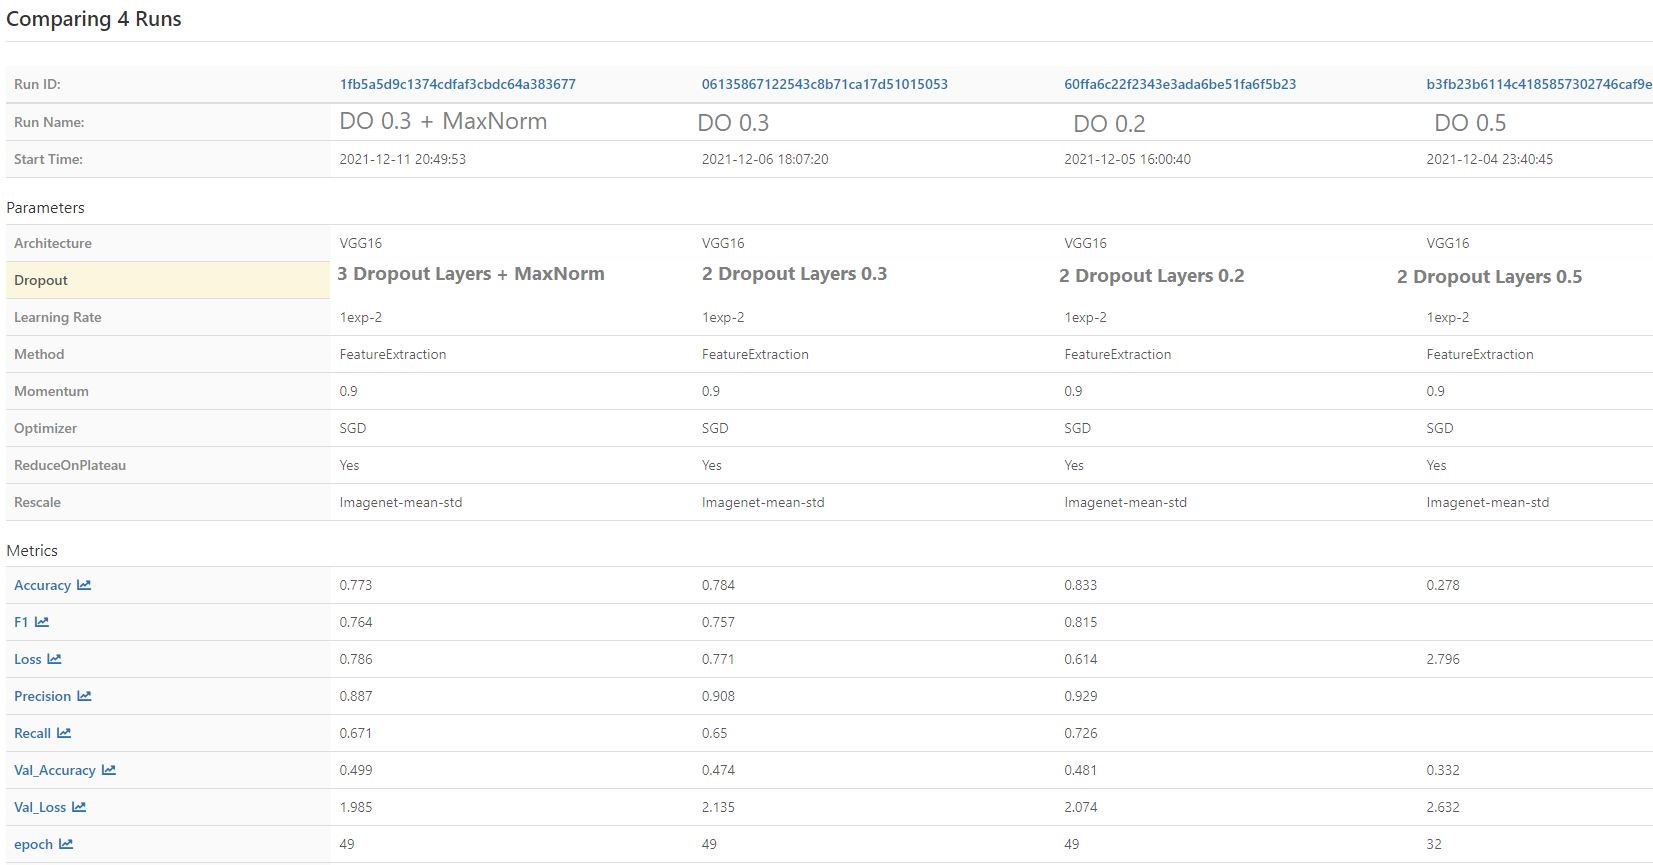 Comparing 4 Runs
Run ID: 1fb5a5d9c1374cdfaf3cbdc64a383677 06135867122543c8b71ca17d51015053 60ffa6c22f2343e3ada6be51fa6f5b23 b3fb23b6114c4185857302746caf9e
Run Name: DO 0.3 + MaxNorm DO 0.3 DO 0.2 DO 0.5
Start Time: 2021-12-11 20:49:53 2021-12-06 18:07:20 2021-12-05 16:00:40 2021-12-04 23:40:45
Parameters
Architecture VGG16 VGG16 VGG16 VGG16
Dropout 3 Dropout Layers + MaxNorm 2 Dropout Layers 0.3 2 Dropout Layers 0.2 2 Dropout Layers 0.5
Learning Rate 1exp-2 1exp-2 1exp-2 1exp-2
Method FeatureExtraction FeatureExtraction FeatureExtraction FeatureExtraction
Momentum 0.9 0.9 0.9 0.9
Optimizer SGD SGD SGD SGD
ReduceOnPlateau Yes Yes Yes Yes
Rescale Imagenet-mean-std Imagenet-mean-std Imagenet-mean-std Imagenet-mean-std
Metrics
Accuracy 0.773 0.784 0.833 0.278
F1 0.764 0.757 0.815
Loss 0.786 0.771 0.614 2.796
Precision 0.887 0.908 0.929
Recall 0.671 0.65 0.726
Val_Accuracy 0.499 0.474 0.481 0.332
Val_Loss 1.985 2.135 2.074 2.632
epoch 49 49 49 32